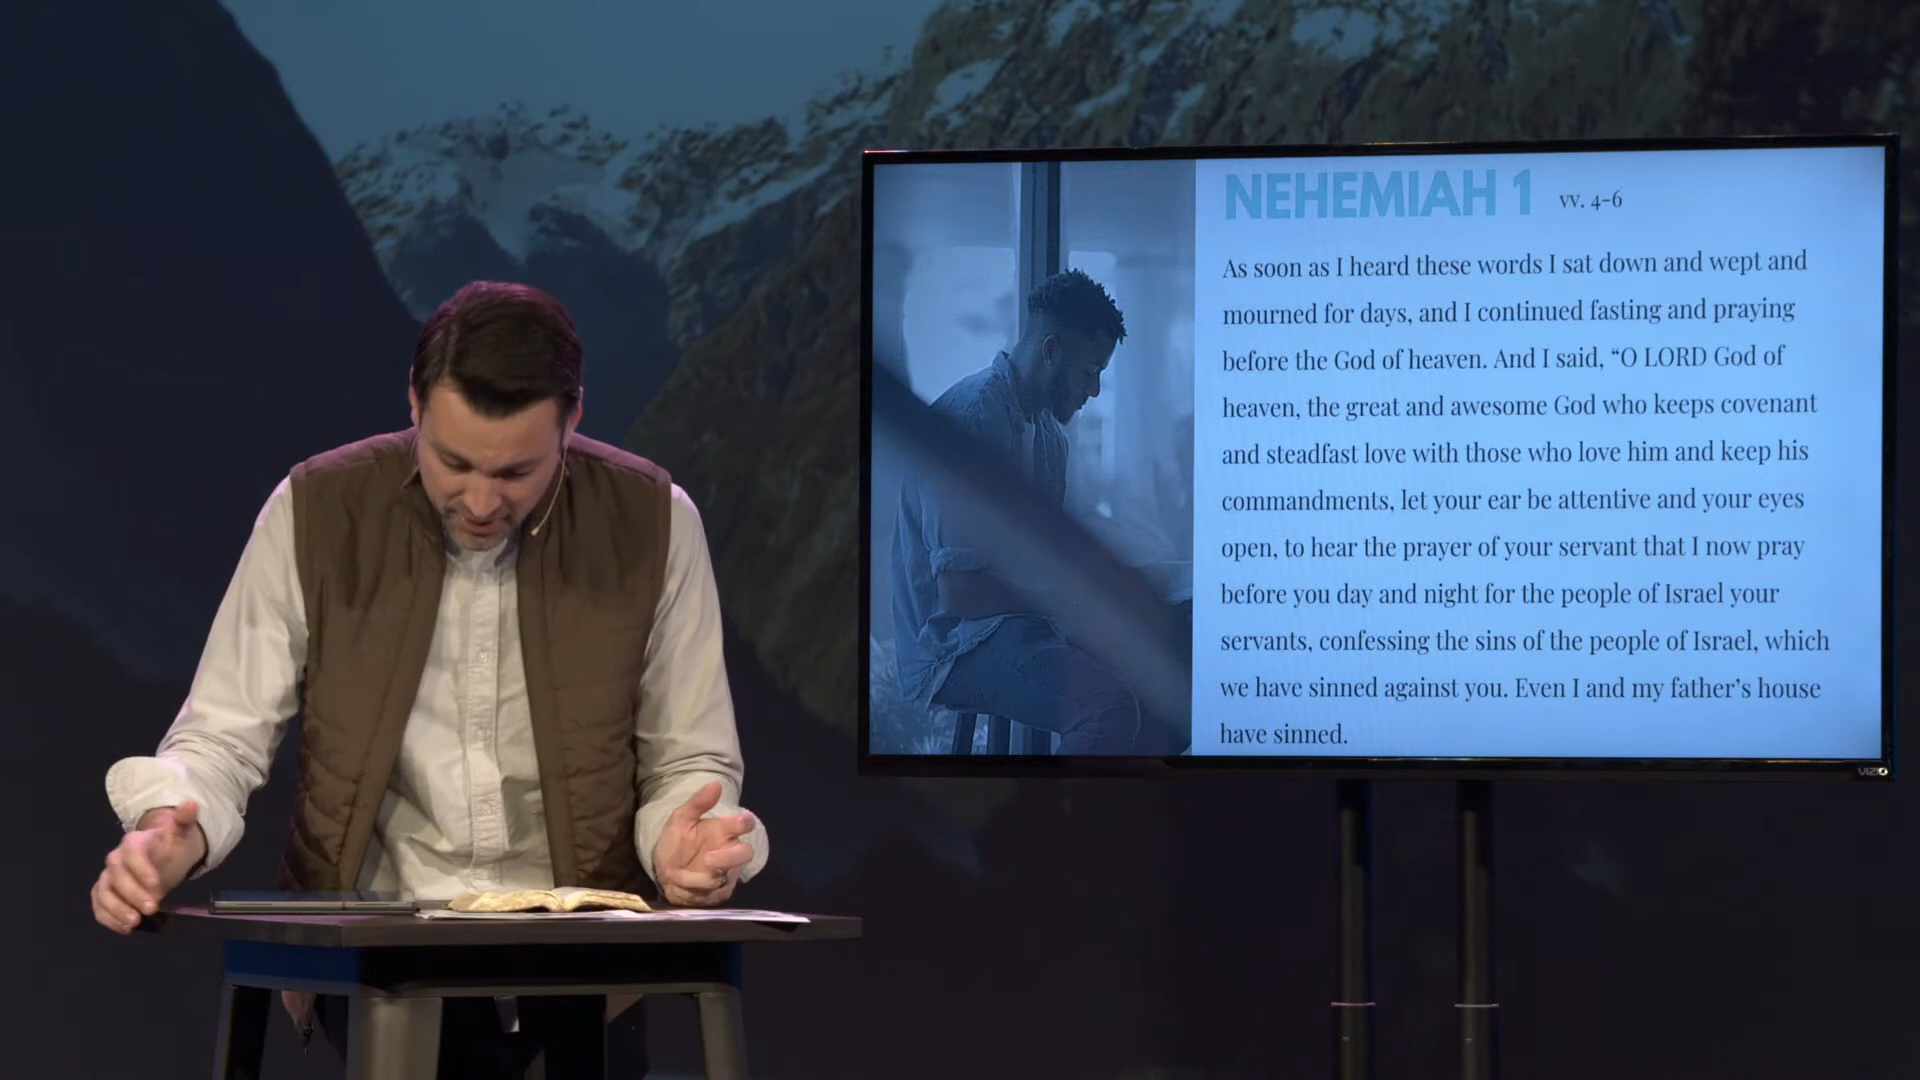 NEHEMIAH 1 vv. 4-6
As soon as I heard these words I sat down and wept and
mourned for days, and I continued fasting and praying
before the God of heaven. And I said, “O LORD God of
heaven, the great and awesome God who keeps covenant
and steadfast love with those who love him and keep his
commandments, let your ear be attentive and your eyes
open, to hear the prayer of your servant that I now pray
before you day and night for the people of Israel your
servants, confessing the sins of the people of Israel, which
we have sinned against you. Even I and my father’s house
have sinned.
VIZIO